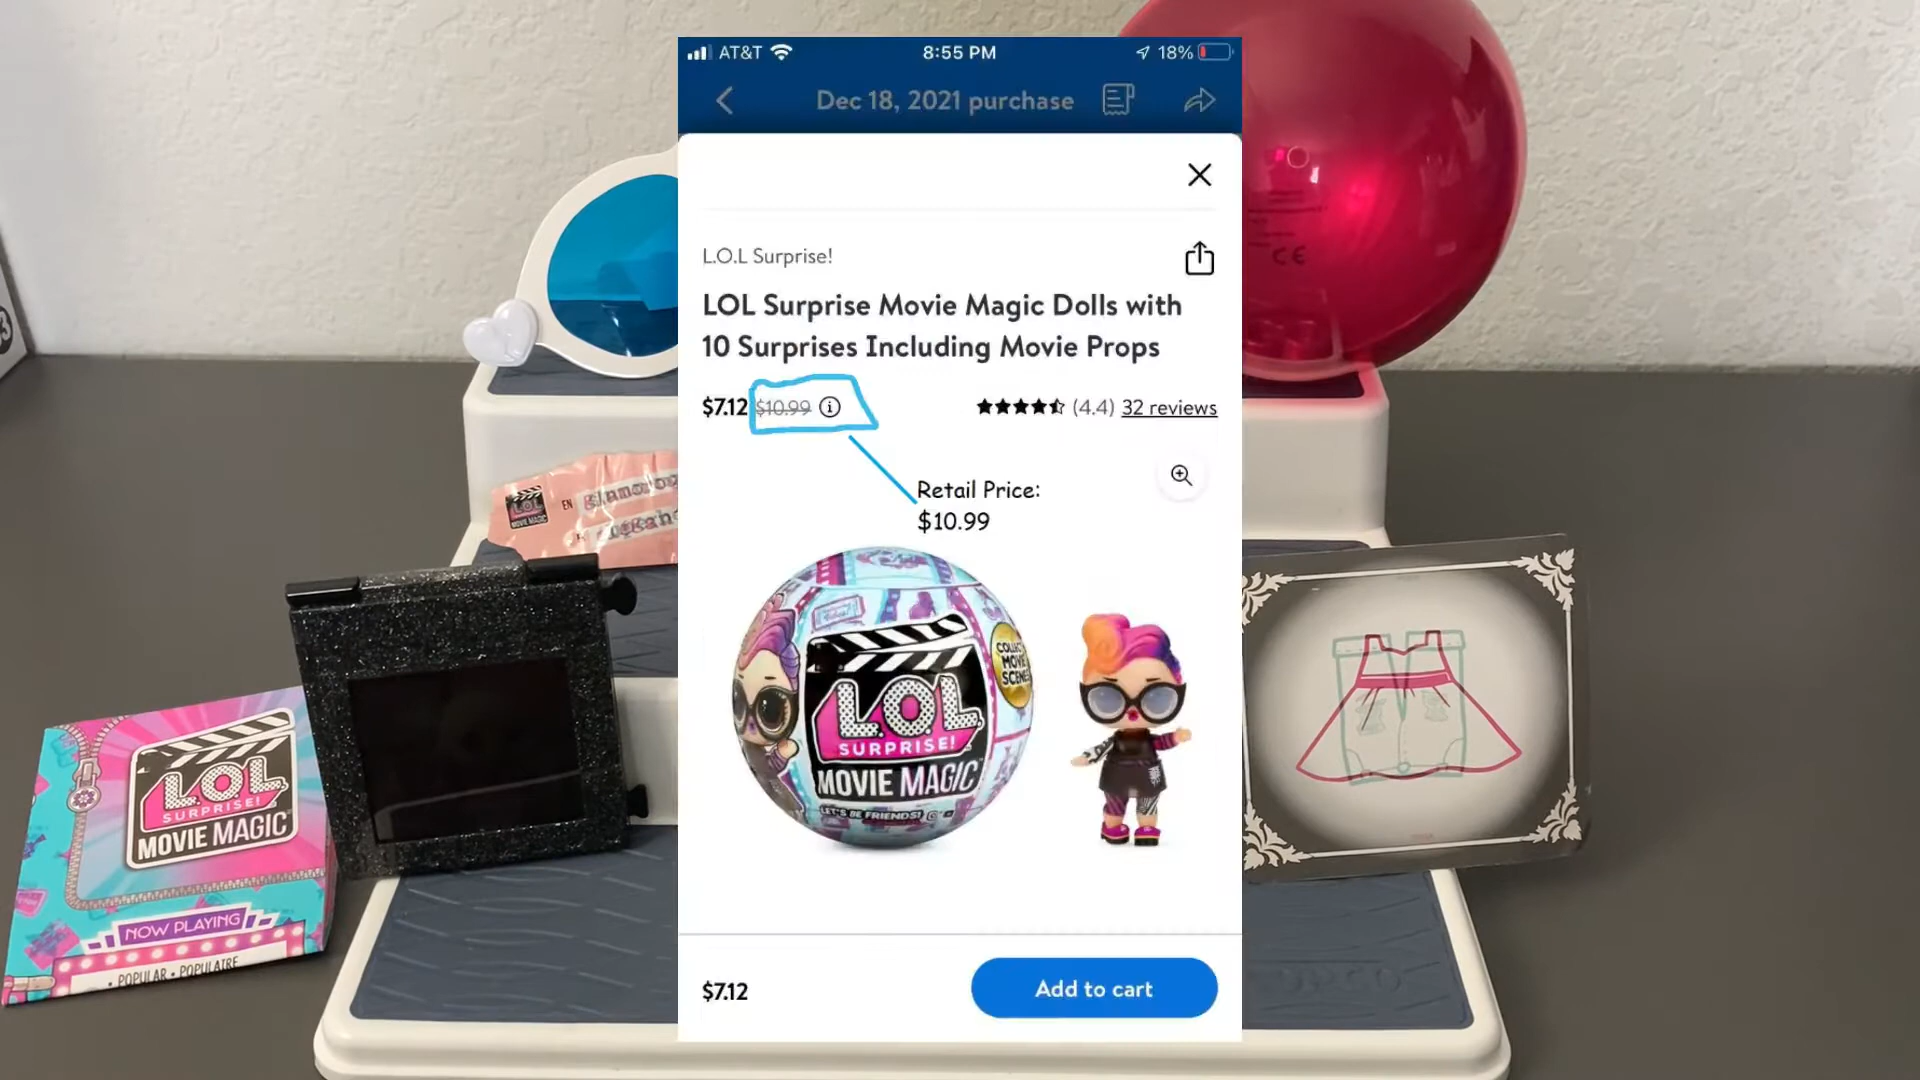 AT&T 8:55 PM 18%
Dec 18, 2021 purchase
L.O.L Surprise!
LOL Surprise Movie Magic Dolls with
10 Surprises Including Movie Props
$7.12 $10.99 (4.4) 32 reviews
Retail Price:
$10.99
L.O.L.
SURPRISE!
MOVIE MAGIC
LET'S BE FRIENDS!
$7.12 Add to cart
EN
L.O.L.
SURPRISE!
MOVIE MAGIC
NOW PLAYING
POPULAR • POPULAIRE
CE